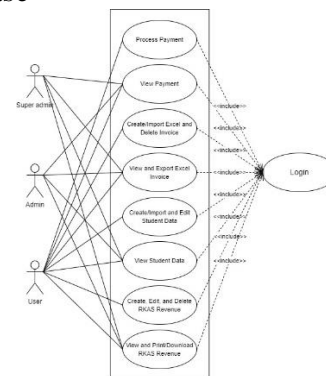 Process Payment
View Payment
Super admin
<<include>>
<<include>>
Create/Import Excel and
Delete Invoice
<<include>>
<<include>>
View and Export Excel
Invoice
<<include>>
Login
Admin
<<include>>
Create/Import and Edit
Student Data
<<include>>
View Student Data
<<include>>
User
Create, Edit, and Delete
RKAS Revenue
View and Print/Download
RKAS Revenue